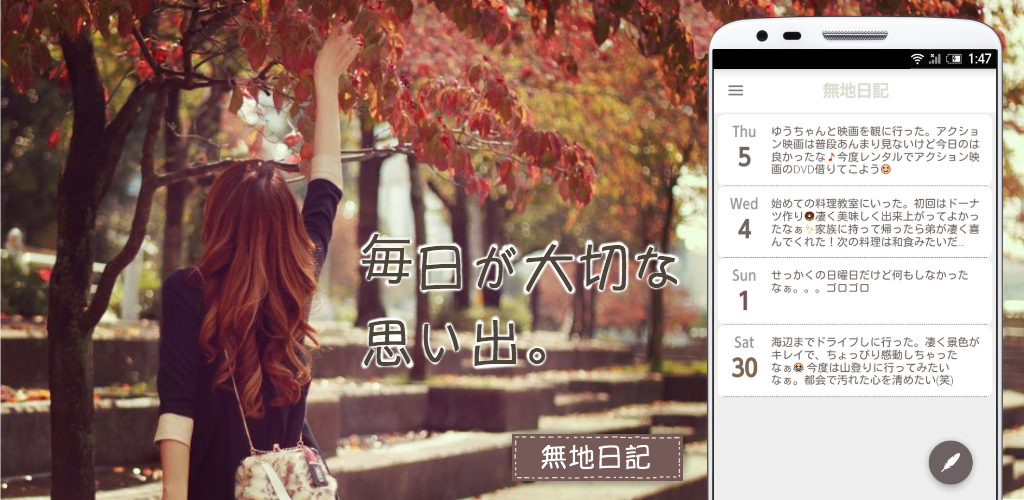 毎日が大切な
思い出。
無地日記
1:47
無地日記
Thu
5
ゆうちゃんと映画を観に行った。アクショ
ン映画は普段あんまり見ないけど今日のは
良かったな🎵今度レンタルでアクション映
画のDVD借りてこよう😊
Wed
4
始めての料理教室にいった。初回はドーナ
ツ作り🍩凄く美味しく出来上がってよかっ
たなぁ✨家族に持って帰ったら弟が凄く喜
んでくれた！次の料理は和食みたいだ...
Sun
1
せっかくの日曜日だけど何もしなかった
なぁ。。。ゴロゴロ
Sat
30
海辺までドライブしに行った。凄く景色が
キレイで、ちょっぴり感動しちゃった
なぁ😂今度は山登りに行ってみたい
なぁ。都会で汚れた心を清めたい(笑)